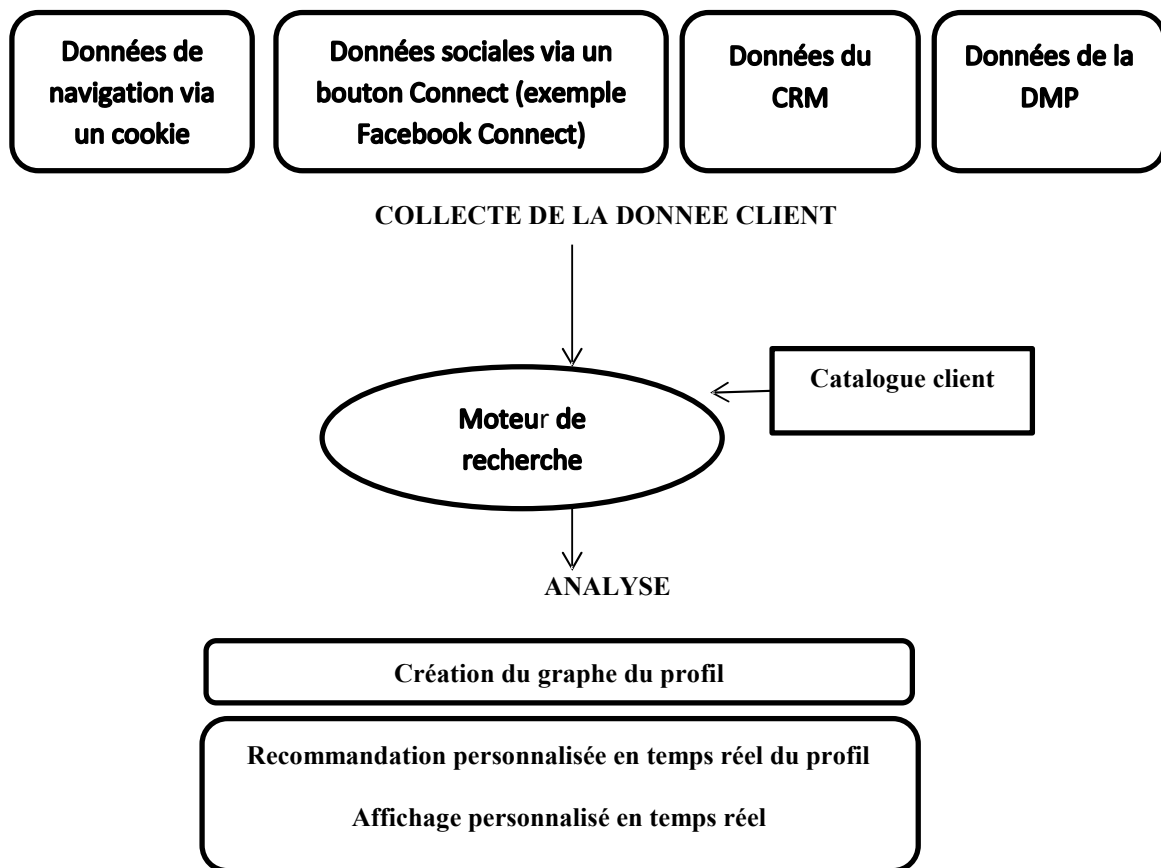 Données de
navigation via
un cookie
Données sociales via un
bouton Connect (exemple
Facebook Connect)
Données du
CRM
Données de la
DMP
COLLECTE DE LA DONNEE CLIENT
Catalogue client
Moteur de
recherche
ANALYSE
Création du graphe du profil
Recommandation personnalisée en temps réel du profil
Affichage personnalisé en temps réel